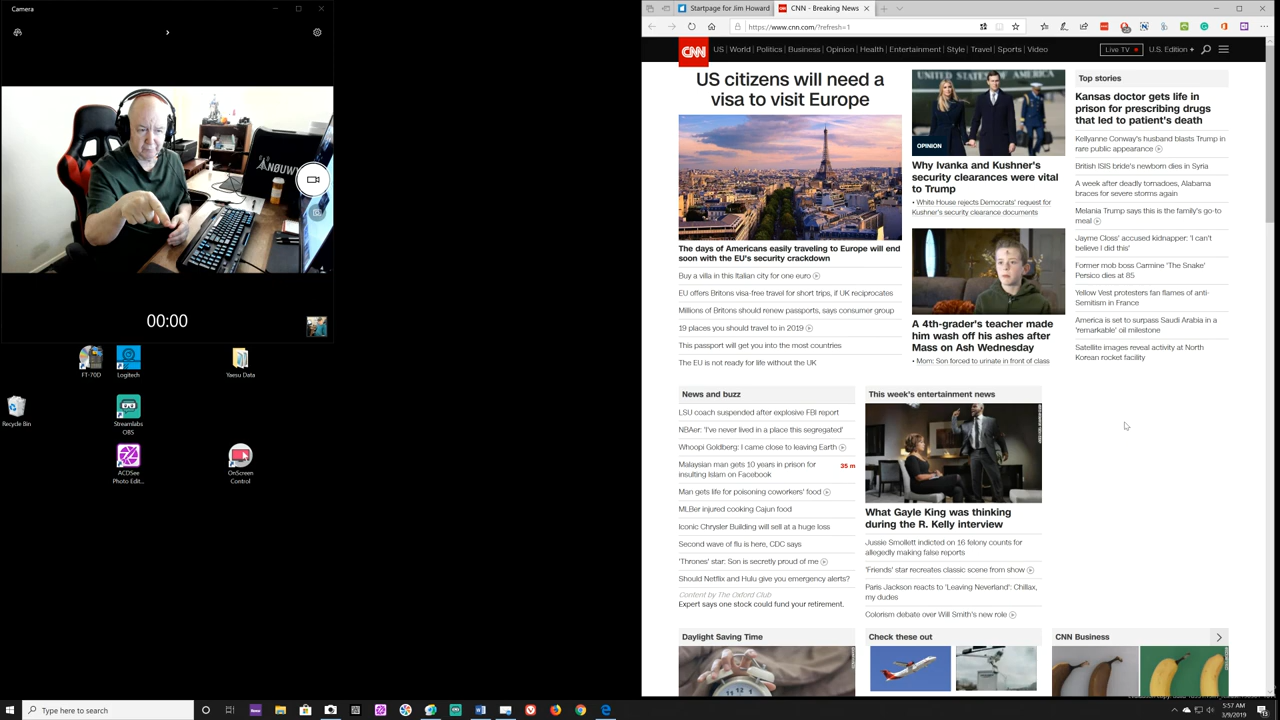 Camera
00:00
FT-70D
Logitech
Yaesu Data
Recycle Bin
Streamlabs
OBS
ACDSee
Photo Edit...
OnScreen
Control
Startpage for Jim Howard
CNN - Breaking News
https://www.cnn.com/?refresh=1
CNN
US | World | Politics | Business | Opinion | Health | Entertainment | Style | Travel | Sports | Video
Live TV
U.S. Edition +
US citizens will need a
visa to visit Europe
The days of Americans easily traveling to Europe will end
soon with the EU's security crackdown
Buy a villa in this Italian city for one euro
EU offers Britons visa-free travel for short trips, if UK reciprocates
Millions of Britons should renew passports, says consumer group
19 places you should travel to in 2019
This passport will get you into the most countries
The EU is not ready for life without the UK
UNITED STATES OF AMERICA
OPINION
Why Ivanka and Kushner's
security clearances were vital
to Trump
• White House rejects Democrats' request for
Kushner's security clearance documents
A 4th-grader's teacher made
him wash off his ashes after
Mass on Ash Wednesday
• Mom: Son forced to urinate in front of class
Top stories
Kansas doctor gets life in
prison for prescribing drugs
that led to patient's death
Kellyanne Conway's husband blasts Trump in
rare public appearance
British ISIS bride's newborn dies in Syria
A week after deadly tornadoes, Alabama
braces for severe storms again
Melania Trump says this is the family's go-to
meal
Jayme Closs' accused kidnapper: 'I can't
believe I did this'
Former mob boss Carmine 'The Snake'
Persico dies at 85
Yellow Vest protesters fan flames of anti-
Semitism in France
America is set to surpass Saudi Arabia in a
'remarkable' oil milestone
Satellite images reveal activity at North
Korean rocket facility
News and buzz
LSU coach suspended after explosive FBI report
NBAer: 'I've never lived in a place this segregated'
Whoopi Goldberg: I came close to leaving Earth
Malaysian man gets 10 years in prison for
insulting Islam on Facebook
35 m
Man gets life for poisoning coworkers' food
MLBer injured cooking Cajun food
Iconic Chrysler Building will sell at a huge loss
Second wave of flu is here, CDC says
'Thrones' star: Son is secretly proud of me
Should Netflix and Hulu give you emergency alerts?
Content by The Oxford Club
Expert says one stock could fund your retirement.
This week's entertainment news
What Gayle King was thinking
during the R. Kelly interview
Jussie Smollett indicted on 16 felony counts for
allegedly making false reports
'Friends' star recreates classic scene from show
Paris Jackson reacts to 'Leaving Neverland': Chillax,
my dudes
Colorism debate over Will Smith's new role
Daylight Saving Time
Check these out
CNN Business
Type here to search
5:57 AM
3/9/2019